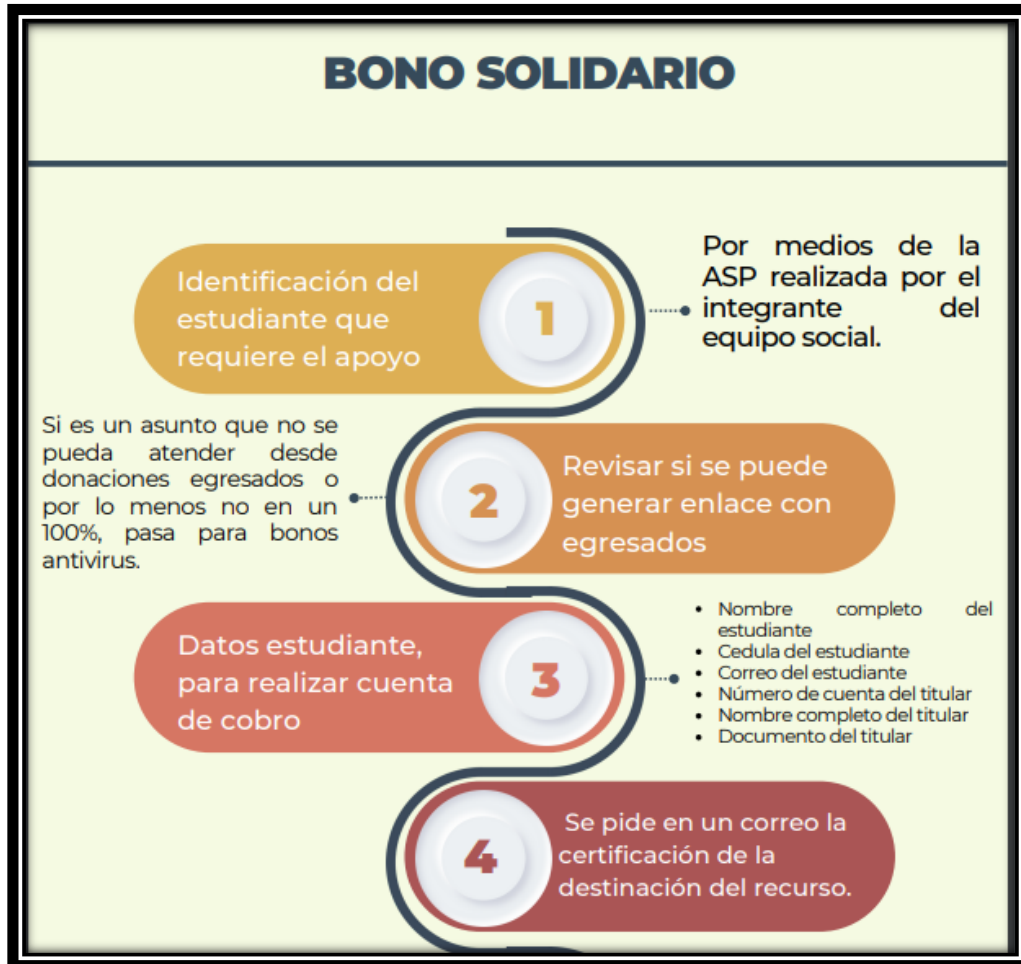 BONO SOLIDARIO
Identificación del
estudiante que
requiere el apoyo
1
Por medios de la
ASP realizada por el
integrante del
equipo social.
Si es un asunto que no se
pueda atender desde
donaciones egresados o
por lo menos no en un
100%, pasa para bonos
antivirus.
2
Revisar si se puede
generar enlace con
egresados
Datos estudiante,
para realizar cuenta
de cobro
3
• Nombre completo del
estudiante
• Cedula del estudiante
• Correo del estudiante
• Número de cuenta del titular
• Nombre completo del titular
• Documento del titular
4
Se pide en un correo la
certificación de la
destinación del recurso.